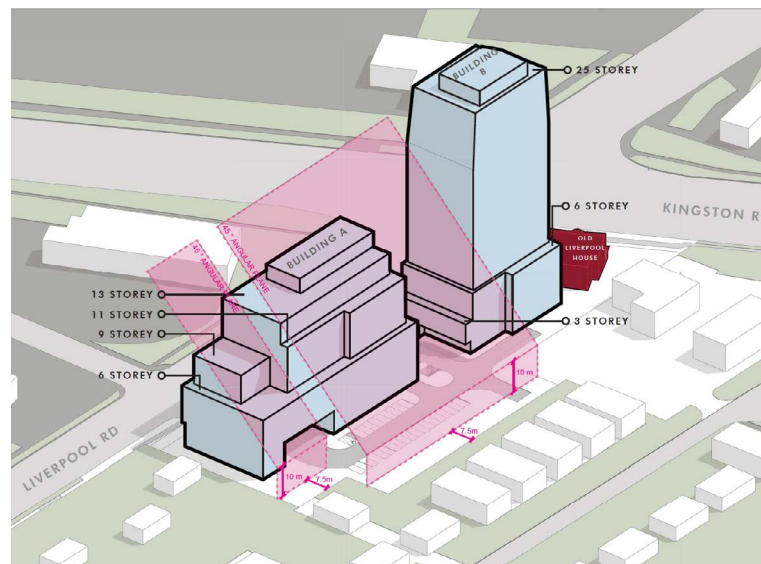 BUILDING
B
25 STOREY
6 STOREY
KINGSTON R
OLD
LIVERPOOL
HOUSE
45° ANGULAR PLANE
45° ANGULAR PLANE
BUILDING A
13 STOREY
11 STOREY
9 STOREY
6 STOREY
3 STOREY
10 m
7.5m
LIVERPOOL RD
10 m
7.5m